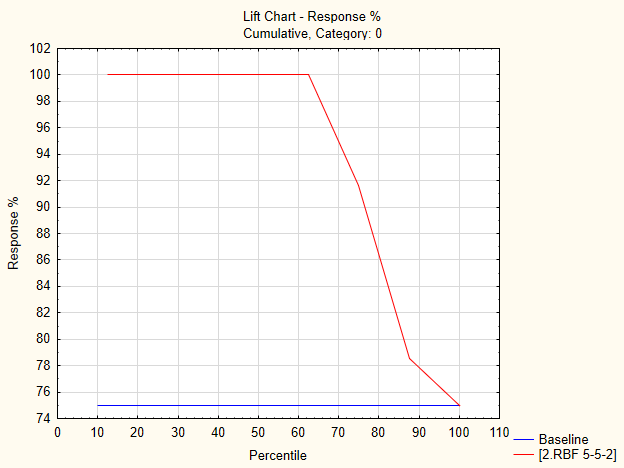 Lift Chart - Response %
Cumulative, Category: 0
102
100
98
96
94
92
90
88
86
84
82
80
78
76
74
Response %
0 10 20 30 40 50 60 70 80 90 100 110
Percentile
Baseline
[2.RBF 5-5-2]